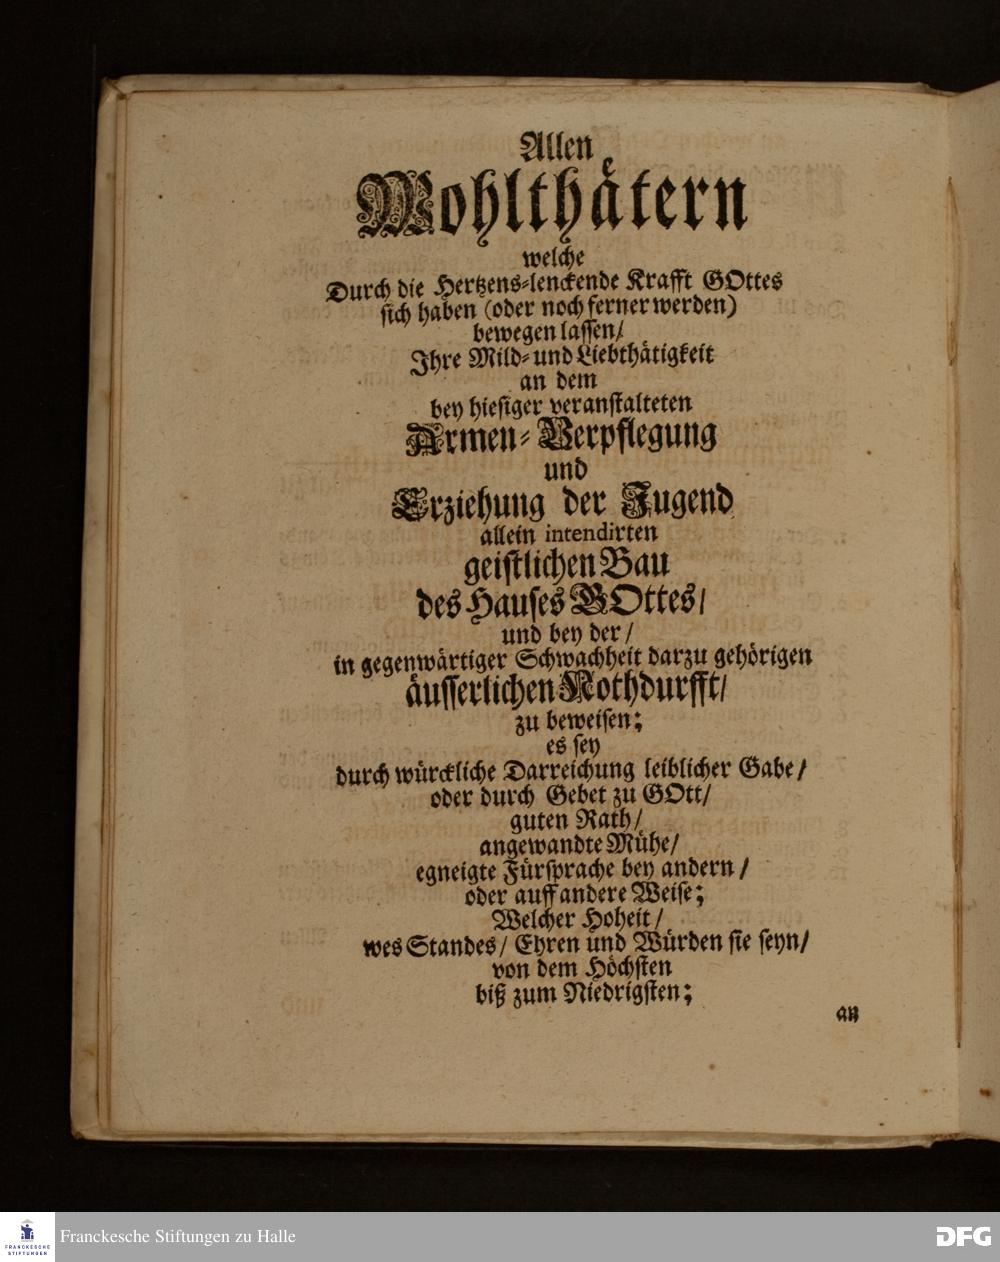 Allen
Wohlthätern
welche
Durch die Hertzens-lenckende Krafft GOttes
sich haben (oder noch ferner werden)
bewegen lassen/
Ihre Mild- und Liebthätigkeit
an dem
bey hiesiger veranstalteten
Armen-Verpflegung
und
Erziehung der Jugend
allein intendirten
geistlichen Bau
des Hauses GOttes/
und bey der/
in gegenwärtiger Schwachheit darzu gehörigen
äusserlichen Nothdurfft/
zu beweisen;
es sey
durch würckliche Darreichung leiblicher Gabe/
oder durch Gebet zu GOtt/
guten Rath/
angewandte Mühe/
egneigte Fürsprache bey andern/
oder auff andere Weise;
Welcher Hoheit/
wes Standes/ Ehren und Würden sie seyn/
von dem Höchsten
biß zum Niedrigsten;
an
FRANCKESCHE
STIFTUNGEN
Franckesche Stiftungen zu Halle
DFG